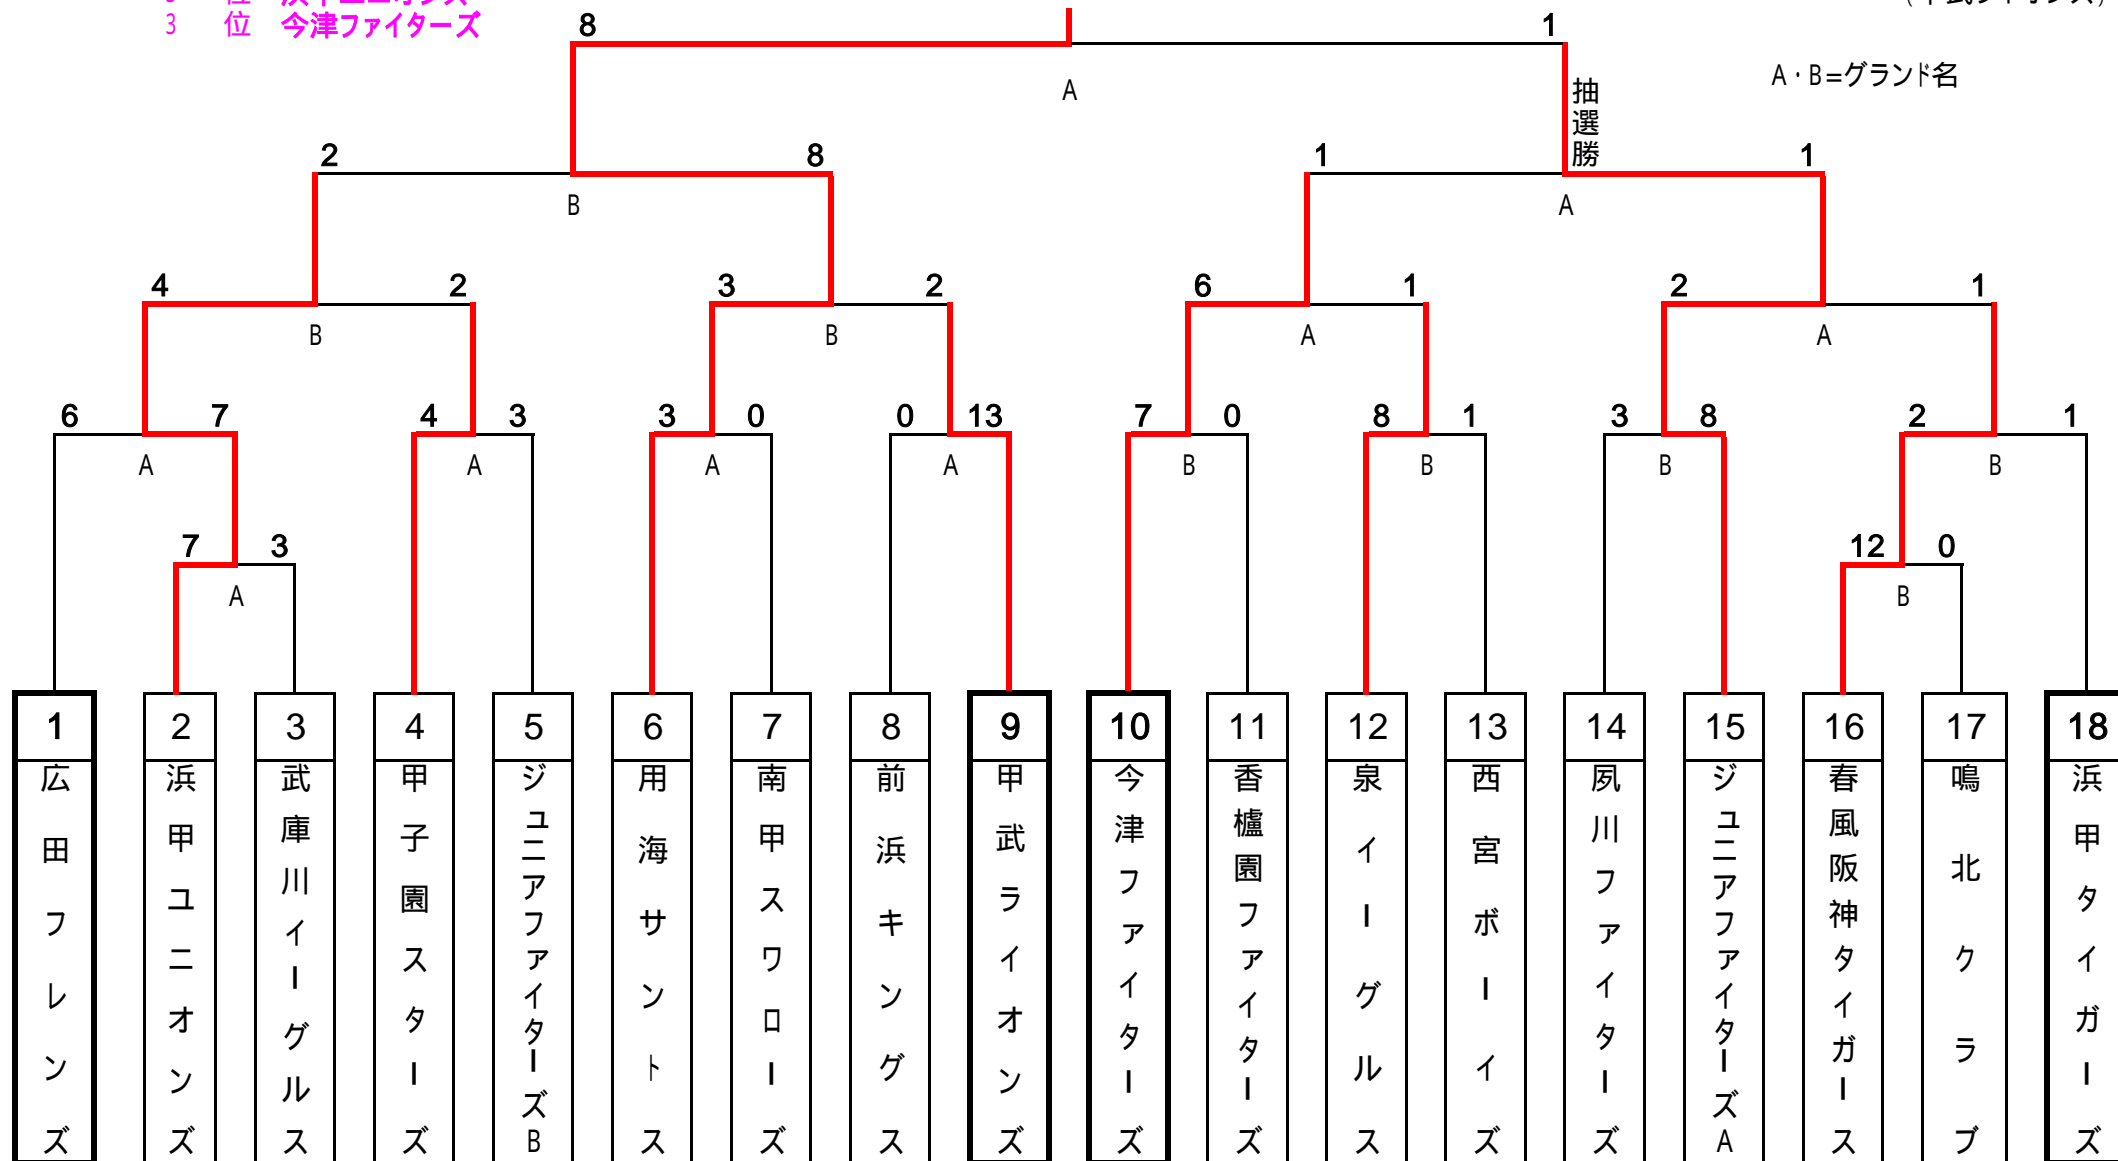 3 位 今津ファイターズ
8 1
A・B=グランド名
A
抽選勝
2 8 1 1
B A
4 2 3 2 6 1 2 1
B B A A
6 7 4 3 3 0 0 13 7 0 8 1 3 8 2 1
A A A A B B B B
7 3 12 0
A B
1 2 3 4 5 6 7 8 9 10 11 12 13 14 15 16 17 18
広田フレンズ
浜甲ユニオンズ
武庫川イーグルス
甲子園スターズ
ジュニアファイターズB
用海サントス
南甲スワローズ
前浜キングス
甲武ライオンズ
今津ファイターズ
香櫨園ファイターズ
泉イーグルス
西宮ボーイズ
夙川ファイターズ
ジュニアファイターズA
春風阪神タイガース
鳴北クラブ
浜甲タイガーズ